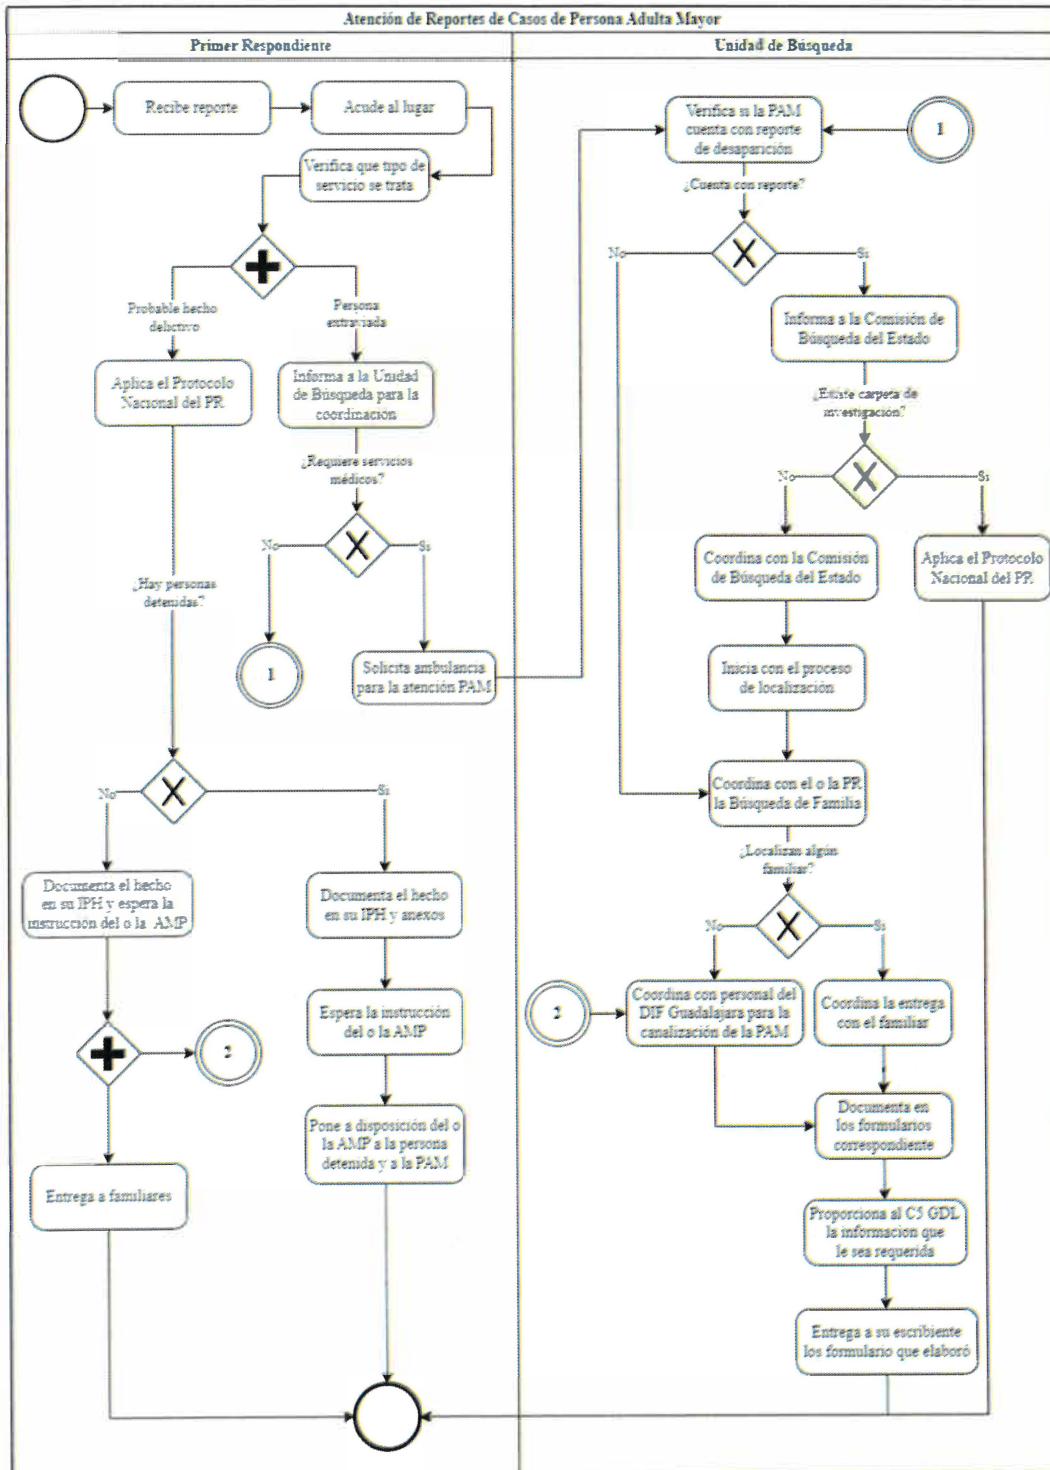 Atención de Reportes de Casos de Persona Adulta Mayor
Primer Respondiente
Unidad de Búsqueda
Recibe reporte
Acude al lugar
Verifica que tipo de
servicio se trata
Probable hecho
delictivo
Persona
extraviada
Aplica el Protocolo
Nacional del PR
Informa a la Unidad
de Búsqueda para la
coordinación
¿Requiere servicios
médicos?
No
Si
1
Solicita ambulancia
para la atención PAM
¿Hay personas
detenidas?
No
Si
Documenta el hecho
en su IPH y espera la
instrucción del o la AMP
Documenta el hecho
en su IPH y anexos
2
Espera la instrucción
del o la AMP
Entrega a familiares
Pone a disposición del o
la AMP a la persona
detenida y a la PAM
Verifica si la PAM
cuenta con reporte
de desaparición
1
¿Cuenta con reporte?
No
Si
Informa a la Comisión de
Búsqueda del Estado
¿Existe carpeta de
investigación?
No
Si
Coordina con la Comisión
de Búsqueda del Estado
Aplica el Protocolo
Nacional del PR
Inicia con el proceso
de localización
Coordina con el o la PR
la Búsqueda de Familia
¿Localizan algún
familiar?
No
Si
2
Coordina con personal del
DIF Guadalajara para la
canalización de la PAM
Coordina la entrega
con el familiar
Documenta en
los formularios
correspondiente
Proporciona al C5 GDL
la información que
le sea requerida
Entrega a su escribiente
los formulario que elaboró